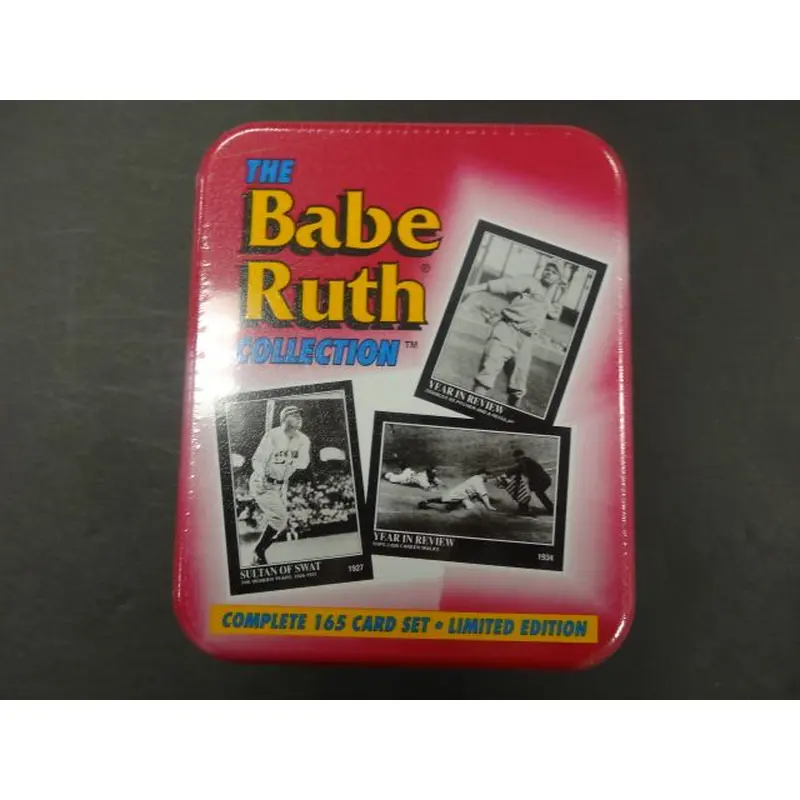 THE
Babe
Ruth®
COLLECTION™
YEAR IN REVIEW
YEAR IN REVIEW
1934
SULTAN OF SWAT
1927
COMPLETE 165 CARD SET • LIMITED EDITION